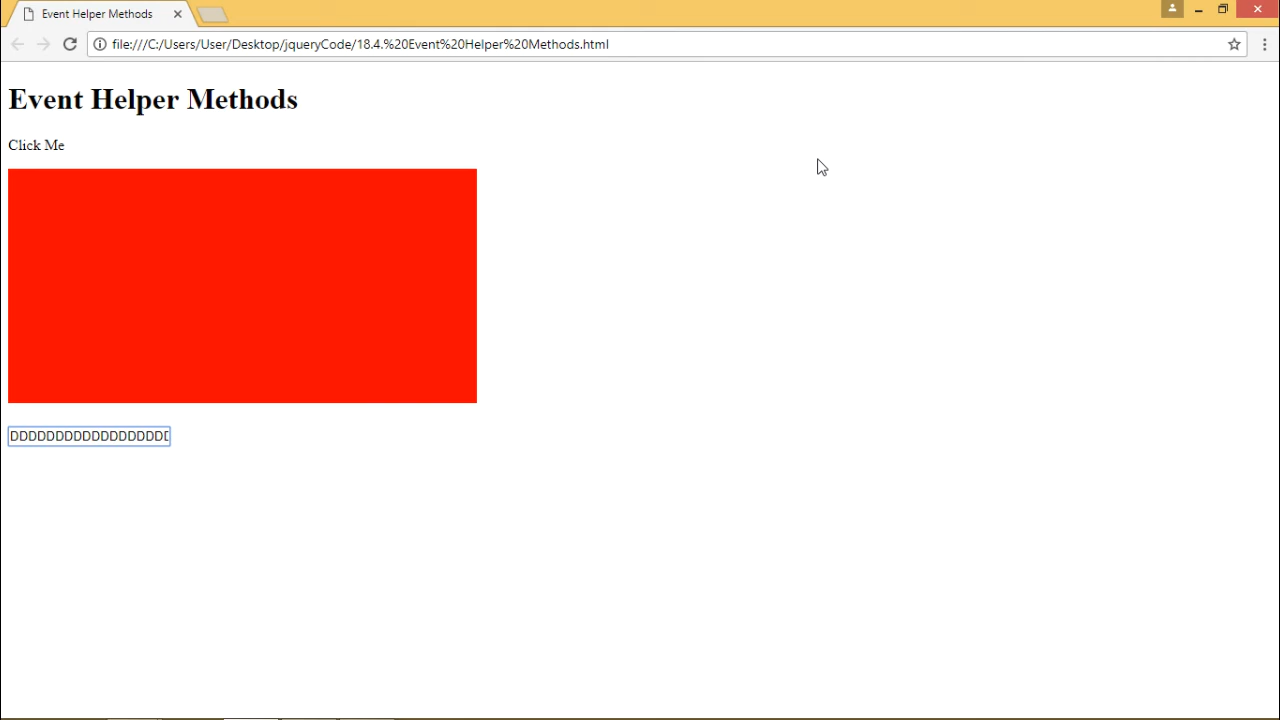 Event Helper Methods
file:///C:/Users/User/Desktop/jqueryCode/18.4.%20Event%20Helper%20Methods.html
Event Helper Methods
Click Me
DDDDDDDDDDDDDDDDDD